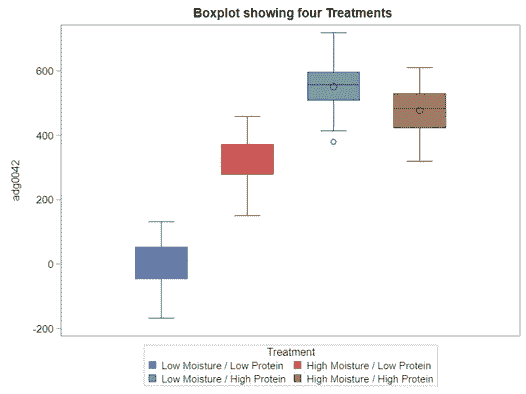 Boxplot showing four Treatments
600
400
200
0
-200
adg0042
Treatment
Low Moisture / Low Protein High Moisture / Low Protein
Low Moisture / High Protein High Moisture / High Protein